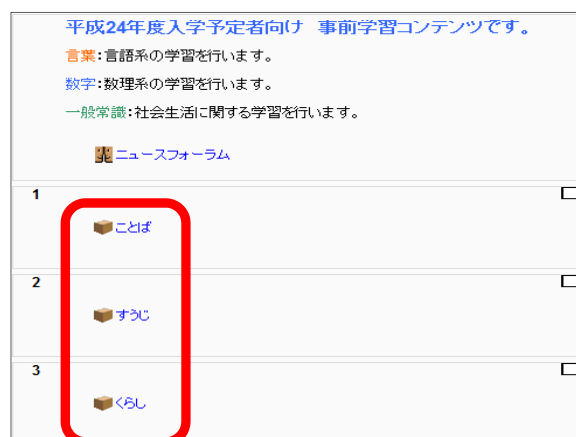 平成24年度入学予定者向け 事前学習コンテンツです。
言葉:言語系の学習を行います。
数字:数理系の学習を行います。
一般常識:社会生活に関する学習を行います。
ニュースフォーラム
1
ことば
2
すうじ
3
くらし